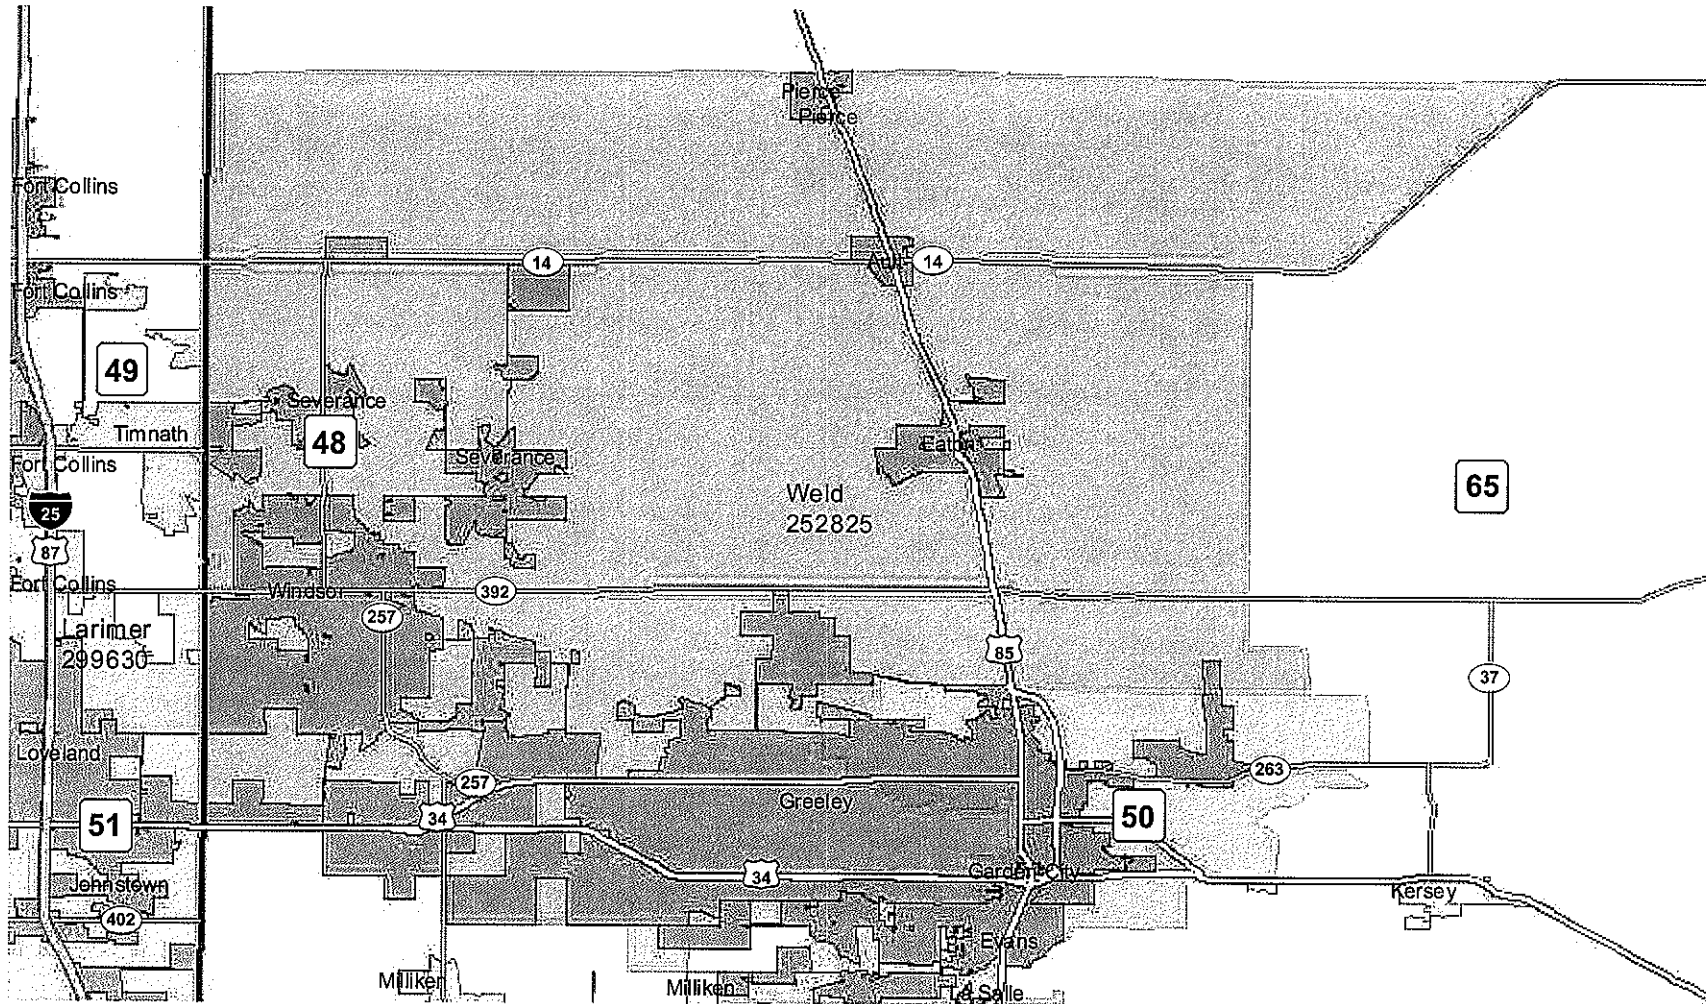 Pierce
Pierce
Fort Collins
14
Ault
14
Fort Collins
49
Severance
Timnath
48
Eaton
Severance
Fort Collins
65
Weld
252825
25
87
Fort Collins
Windsor
392
257
Larimer
299630
85
37
Loveland
263
257
Greeley
34
51
50
34
Garden City
Johnstown
Kersey
402
Evans
Milliken
Milliken
La Salle